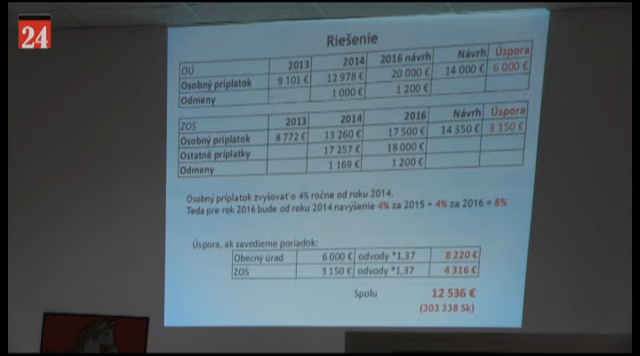 24
Riešenie
OÚ 2013 2014 2016 návrh Návrh Úspora
Osobný príplatok 9 101 € 12 978 € 20 000 € 14 000 € 6 000 €
Odmeny 1 000 € 1 200 €
ZOS 2013 2014 2016 Návrh Úspora
Osobný príplatok 8 772 € 13 260 € 17 500 € 14 350 € 3 150 €
Ostatné príplatky 17 257 € 18 000 €
Odmeny 1 169 € 1 200 €
Osobný príplatok zvyšovať o 4% ročne od roku 2014.
Teda pre rok 2016 bude od roku 2014 navýšenie 4% za 2015 + 4% za 2016 = 8%
Úspora, ak zavedieme poriadok:
Obecný úrad 6 000 € odvody *1,37 8 220 €
ZOS 3 150 € odvody *1,37 4 316 €
Spolu 12 536 €
(303 338 Sk)